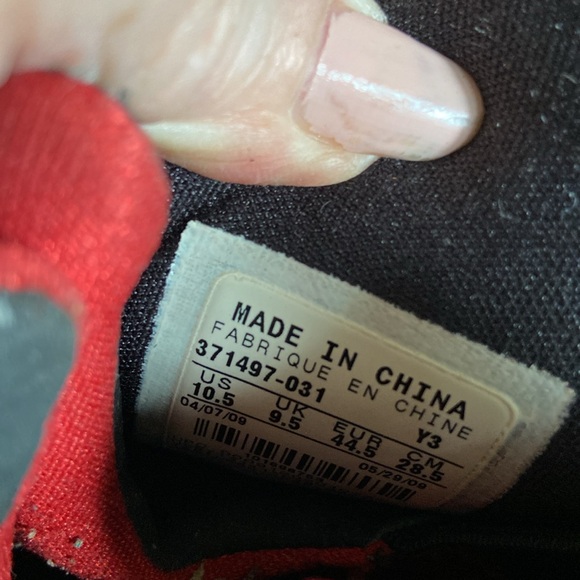 MADE IN CHINA
FABRIQUE EN CHINE
371497-031 Y3
US UK EUR CM
10.5 9.5 44.5 28.5
04/07/09 05/29/09